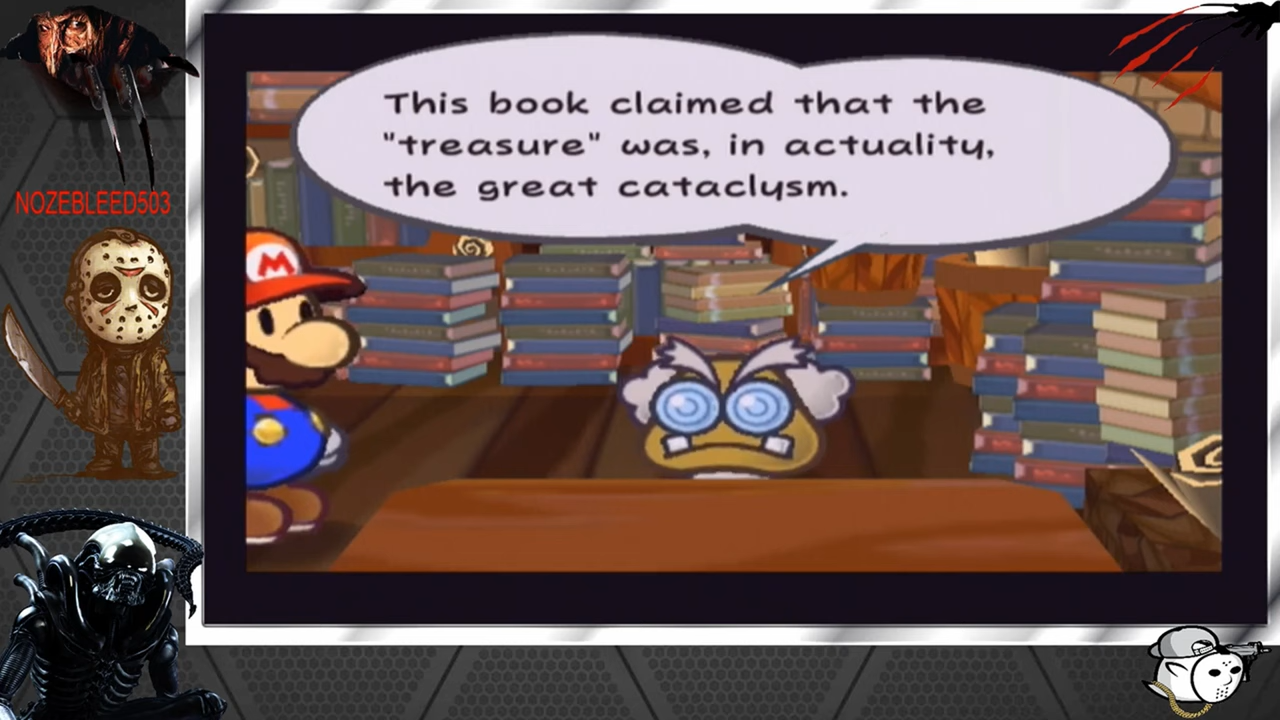 This book claimed that the
"treasure" was, in actuality,
the great cataclysm.
NOZEBLEED503
M